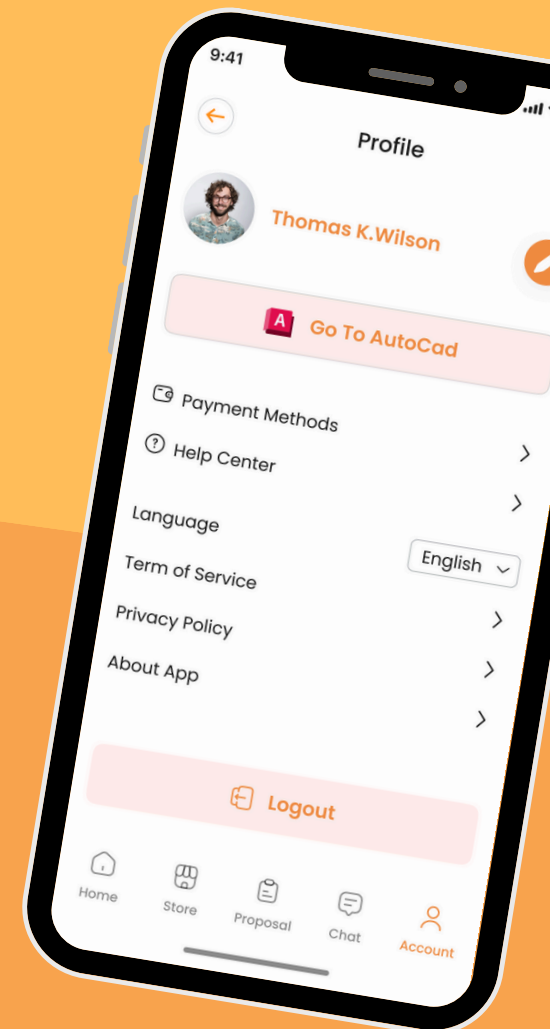 9:41
Profile
Thomas K.Wilson
A Go To AutoCad
Payment Methods
? Help Center
Language
English
Term of Service
Privacy Policy
About App
Logout
Home
Store
Proposal
Chat
Account